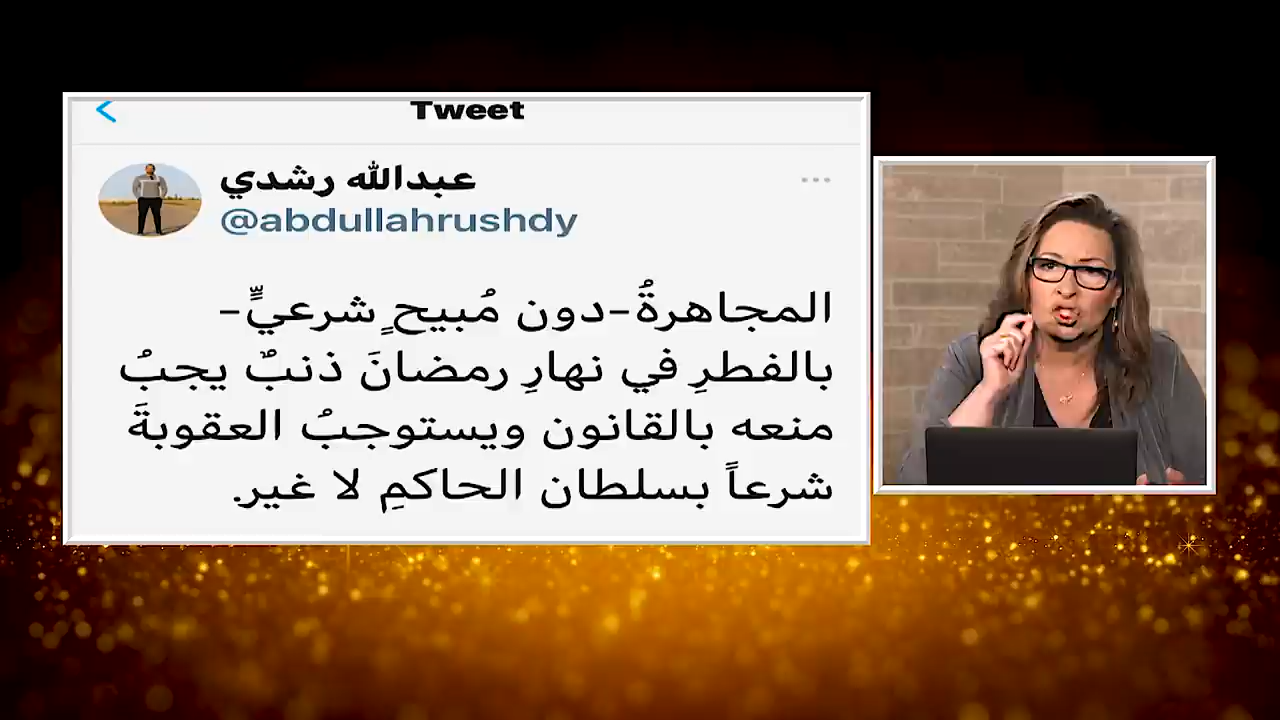 Tweet
عبدالله رشدي
@abdullahrushdy
المجاهرةُ-دون مُبيح ٍ شرعيٍّ-
بالفطرِ في نهارِ رمضانَ ذنبٌ يجبُ
منعه بالقانون ويستوجبُ العقوبةَ
شرعاً بسلطان الحاكمِ لا غير.